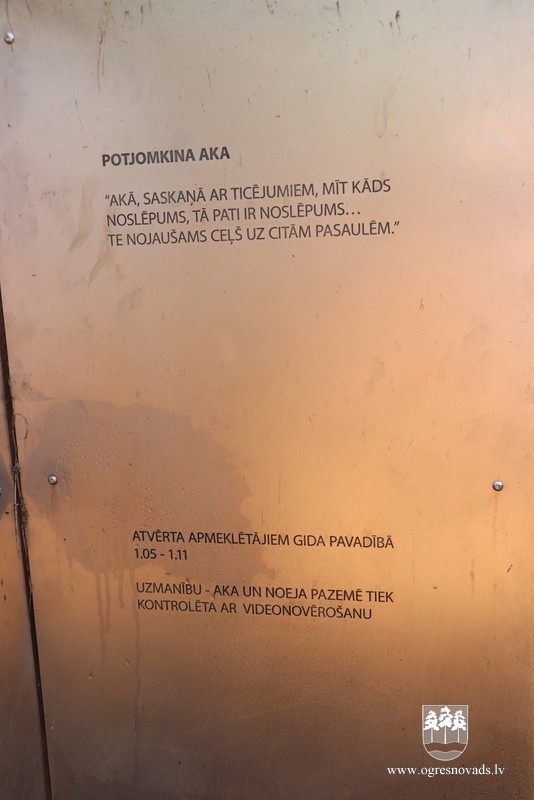 POTJOMKINA AKA
“AKĀ, SASKAŅĀ AR TICĒJUMIEM, MĪT KĀDS
NOSLĒPUMS, TĀ PATI IR NOSLĒPUMS...
TE NOJAUŠAMS CEĻŠ UZ CITĀM PASAULĒM.”
ATVĒRTA APMEKLĒTĀJIEM GIDA PAVADĪBĀ
1.05 - 1.11
UZMANĪBU - AKA UN NOEJA PAZEMĒ TIEK
KONTROLĒTA AR VIDEONOVĒROŠANU
www.ogresnovads.lv